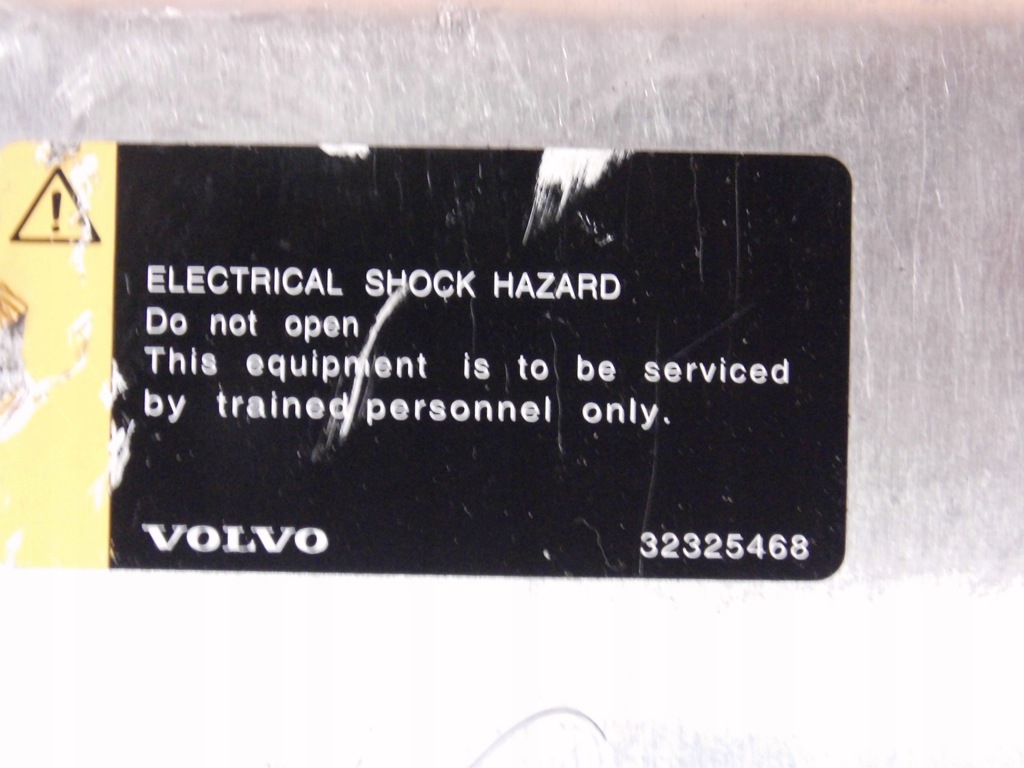 ELECTRICAL SHOCK HAZARD
Do not open
This equipment is to be serviced
by trained personnel only.
VOLVO 32325468